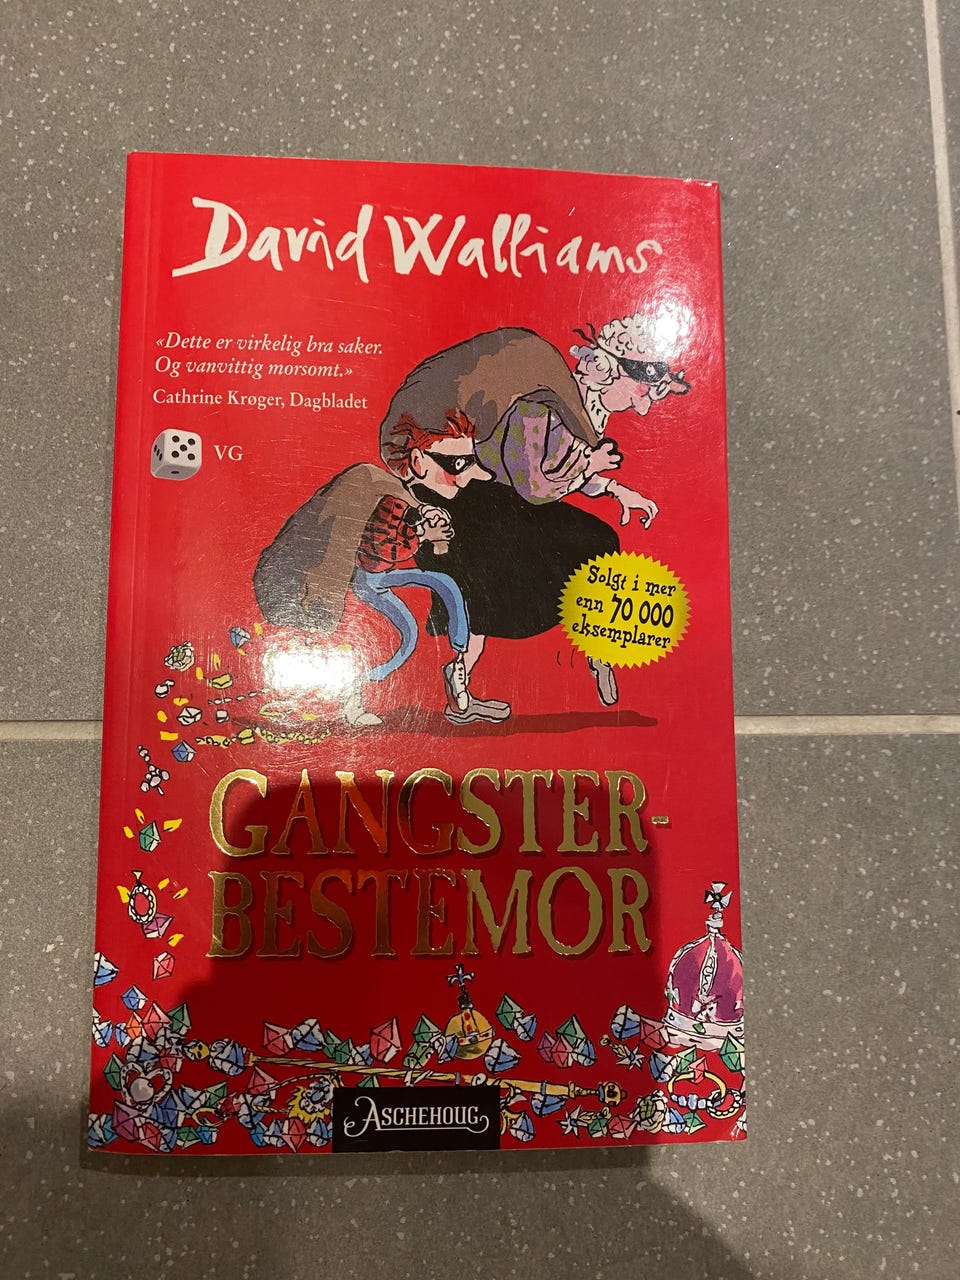 David Walliams
«Dette er virkelig bra saker.
Og vanvittig morsomt.»
Cathrine Krøger, Dagbladet
VG
Solgt i mer
enn 70 000
eksemplarer
GANGSTER-
BESTEMOR
ASCHEHOUG